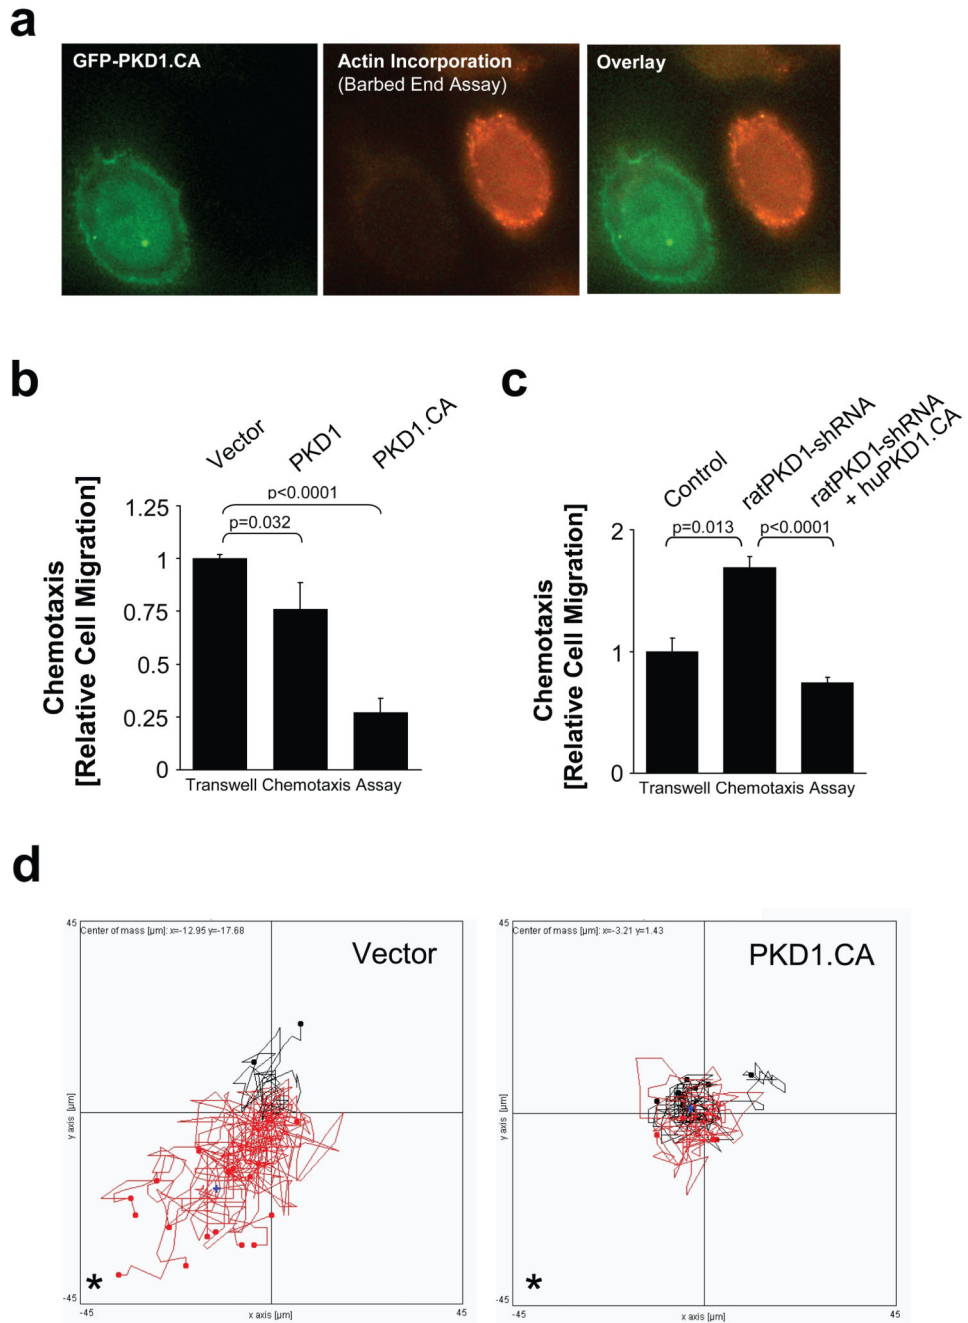 a
GFP-PKD1.CA
Actin Incorporation
(Barbed End Assay)
Overlay
b
Vector
PKD1
PKD1.CA
p<0.0001
p=0.032
1.25
1
0.75
0.5
0.25
0
Chemotaxis
[Relative Cell Migration]
Transwell Chemotaxis Assay
c
Control
ratPKD1-shRNA
ratPKD1-shRNA
+ huPKD1.CA
p=0.013
p<0.0001
2
1
0
Chemotaxis
[Relative Cell Migration]
Transwell Chemotaxis Assay
d
45
Center of mass [µm]: x=-12.95 y=-17.68
Vector
y axis [µm]
*
-45
-45
x axis [µm]
45
45
Center of mass [µm]: x=-3.21 y=1.43
PKD1.CA
y axis [µm]
*
-45
-45
x axis [µm]
45